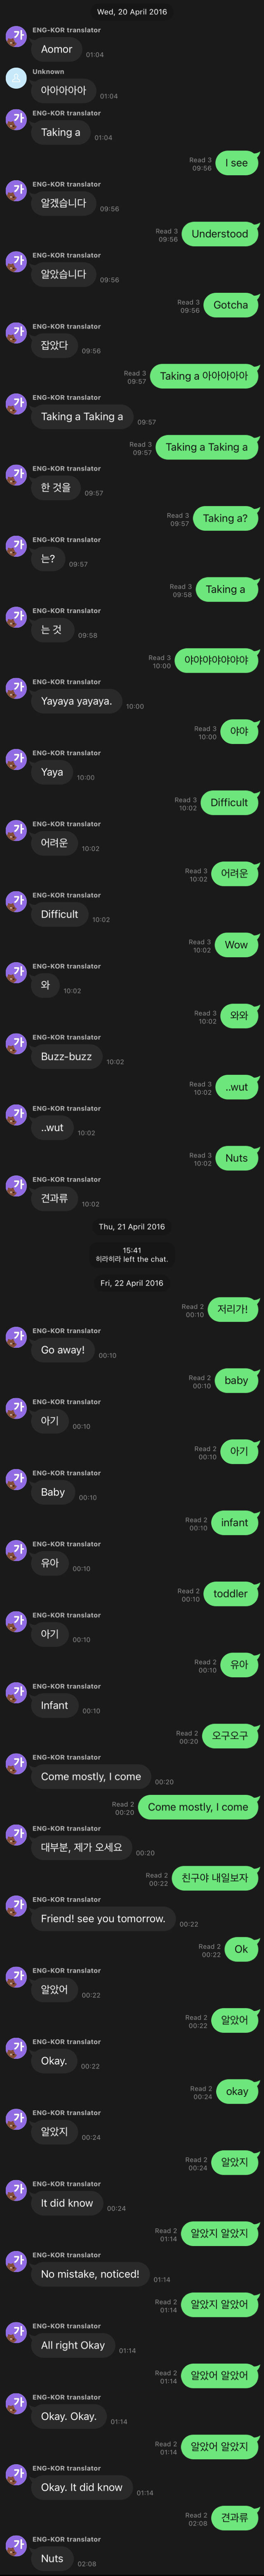 Wed, 20 April 2016
ENG-KOR translator
Aomor
01:04
Unknown
아아아아아
01:04
ENG-KOR translator
Taking a
01:04
Read 3
09:56
I see
ENG-KOR translator
알겠습니다
09:56
Read 3
09:56
Understood
ENG-KOR translator
알았습니다
09:56
Read 3
09:56
Gotcha
ENG-KOR translator
잡았다
09:56
Read 3
09:57
Taking a 아아아아아
ENG-KOR translator
Taking a Taking a
09:57
Read 3
09:57
Taking a Taking a
ENG-KOR translator
한 것을
09:57
Read 3
09:57
Taking a?
ENG-KOR translator
는?
09:57
Read 3
09:58
Taking a
ENG-KOR translator
는 것
09:58
Read 3
10:00
야야야야야야야
ENG-KOR translator
Yayaya yayaya.
10:00
Read 3
10:00
야야
ENG-KOR translator
Yaya
10:00
Read 3
10:02
Difficult
ENG-KOR translator
어려운
10:02
Read 3
10:02
어려운
ENG-KOR translator
Difficult
10:02
Read 3
10:02
Wow
ENG-KOR translator
와
10:02
Read 3
10:02
와와
ENG-KOR translator
Buzz-buzz
10:02
Read 3
10:02
..wut
ENG-KOR translator
..wut
10:02
Read 3
10:02
Nuts
ENG-KOR translator
견과류
10:02
Thu, 21 April 2016
15:41
히라히라 left the chat.
Fri, 22 April 2016
Read 2
00:10
저리가!
ENG-KOR translator
Go away!
00:10
Read 2
00:10
baby
ENG-KOR translator
아기
00:10
Read 2
00:10
아기
ENG-KOR translator
Baby
00:10
Read 2
00:10
infant
ENG-KOR translator
유아
00:10
Read 2
00:10
toddler
ENG-KOR translator
아기
00:10
Read 2
00:10
유아
ENG-KOR translator
Infant
00:10
Read 2
00:20
오구오구
ENG-KOR translator
Come mostly, I come
00:20
Read 2
00:20
Come mostly, I come
ENG-KOR translator
대부분, 제가 오세요
00:20
Read 2
00:22
친구야 내일보자
ENG-KOR translator
Friend! see you tomorrow.
00:22
Read 2
00:22
Ok
ENG-KOR translator
알았어
00:22
Read 2
00:22
알았어
ENG-KOR translator
Okay.
00:22
Read 2
00:24
okay
ENG-KOR translator
알았지
00:24
Read 2
00:24
알았지
ENG-KOR translator
It did know
00:24
Read 2
01:14
알았지 알았지
ENG-KOR translator
No mistake, noticed!
01:14
Read 2
01:14
알았지 알았어
ENG-KOR translator
All right Okay
01:14
Read 2
01:14
알았어 알았어
ENG-KOR translator
Okay. Okay.
01:14
Read 2
01:14
알았어 알았지
ENG-KOR translator
Okay. It did know
01:14
Read 2
02:08
견과류
ENG-KOR translator
Nuts
02:08